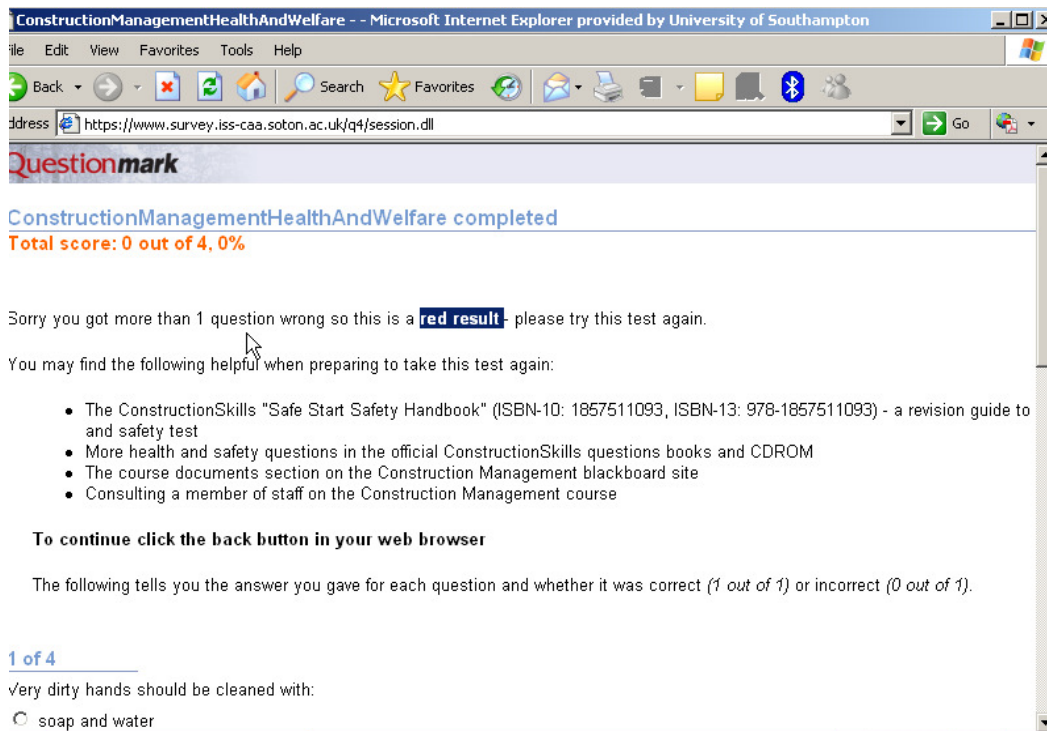 ConstructionManagementHealthAndWelfare - - Microsoft Internet Explorer provided by University of Southampton
ile Edit View Favorites Tools Help
Back Search Favorites
ddress https://www.survey.iss-caa.soton.ac.uk/q4/session.dll Go
Questionmark
ConstructionManagementHealthAndWelfare completed
Total score: 0 out of 4, 0%
Sorry you got more than 1 question wrong so this is a red result - please try this test again.
You may find the following helpful when preparing to take this test again:
• The ConstructionSkills "Safe Start Safety Handbook" (ISBN-10: 1857511093, ISBN-13: 978-1857511093) - a revision guide to
and safety test
• More health and safety questions in the official ConstructionSkills questions books and CDROM
• The course documents section on the Construction Management blackboard site
• Consulting a member of staff on the Construction Management course
To continue click the back button in your web browser
The following tells you the answer you gave for each question and whether it was correct (1 out of 1) or incorrect (0 out of 1).
1 of 4
Very dirty hands should be cleaned with:
soap and water